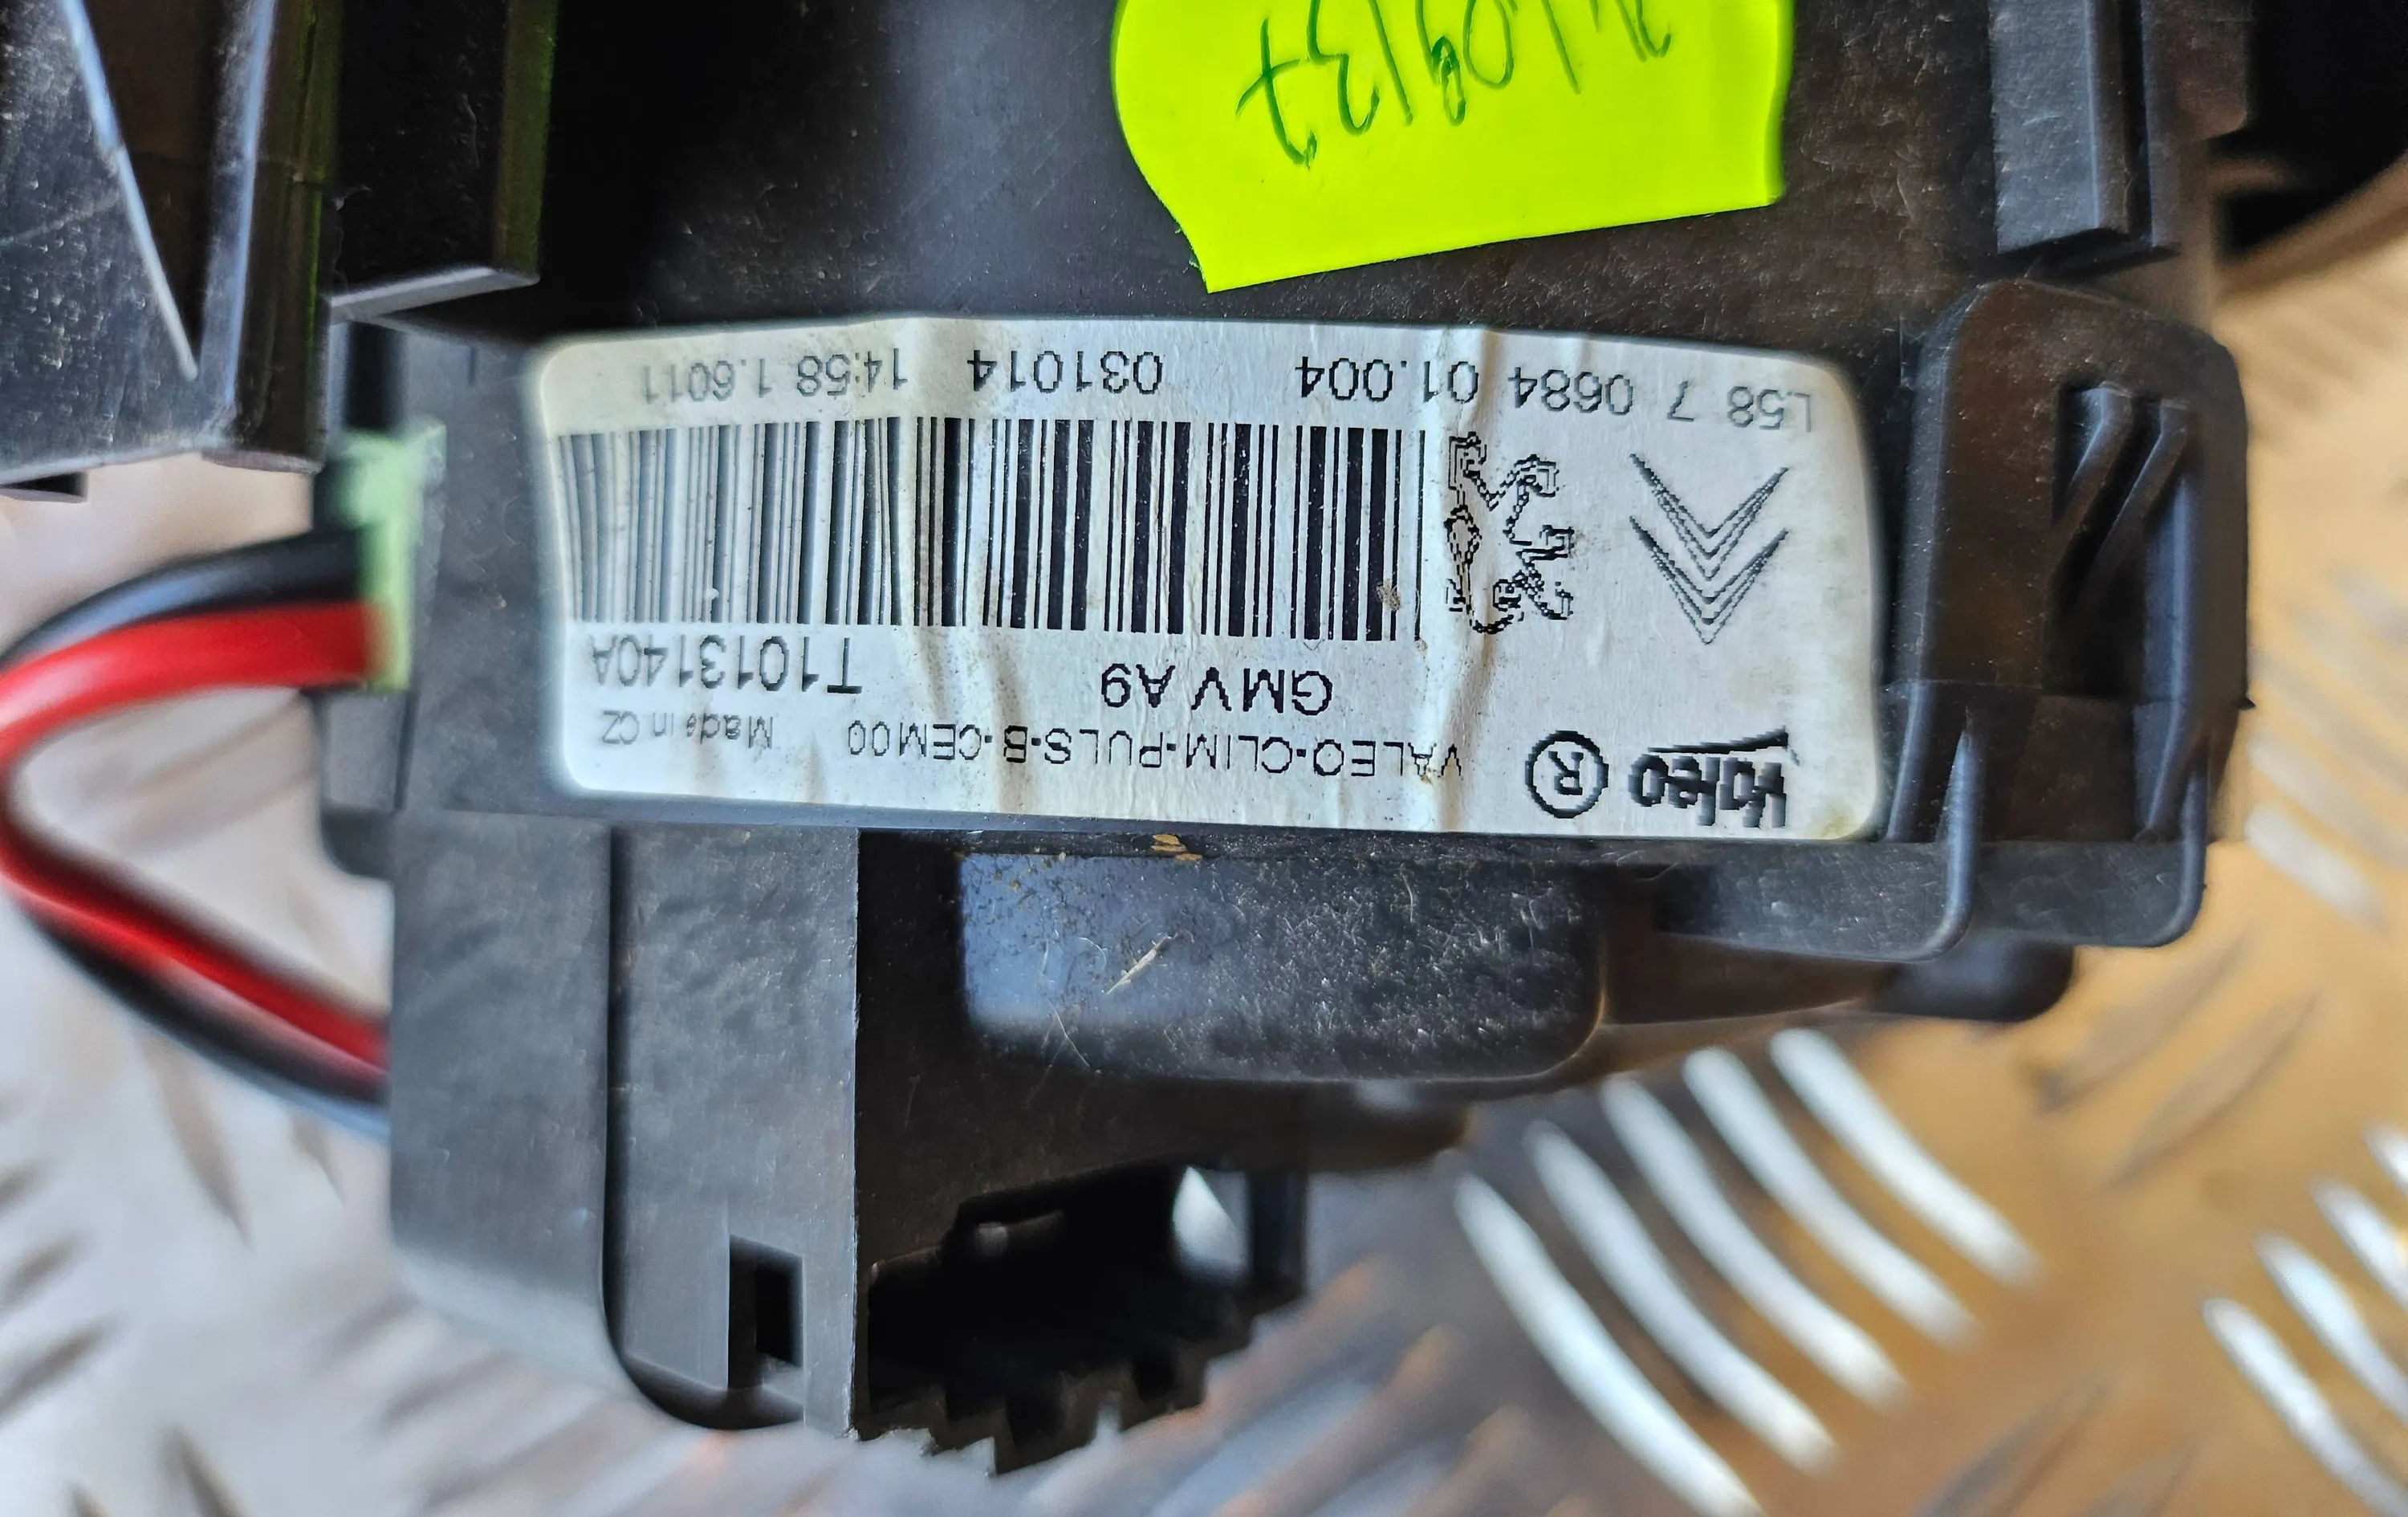 Valeo ® VALEO-CLIM-PULS-B-CEM00 Made in CZ
GMV A9 T1013140A
L58 7 0684 01.004 031014 14:58 1.6011